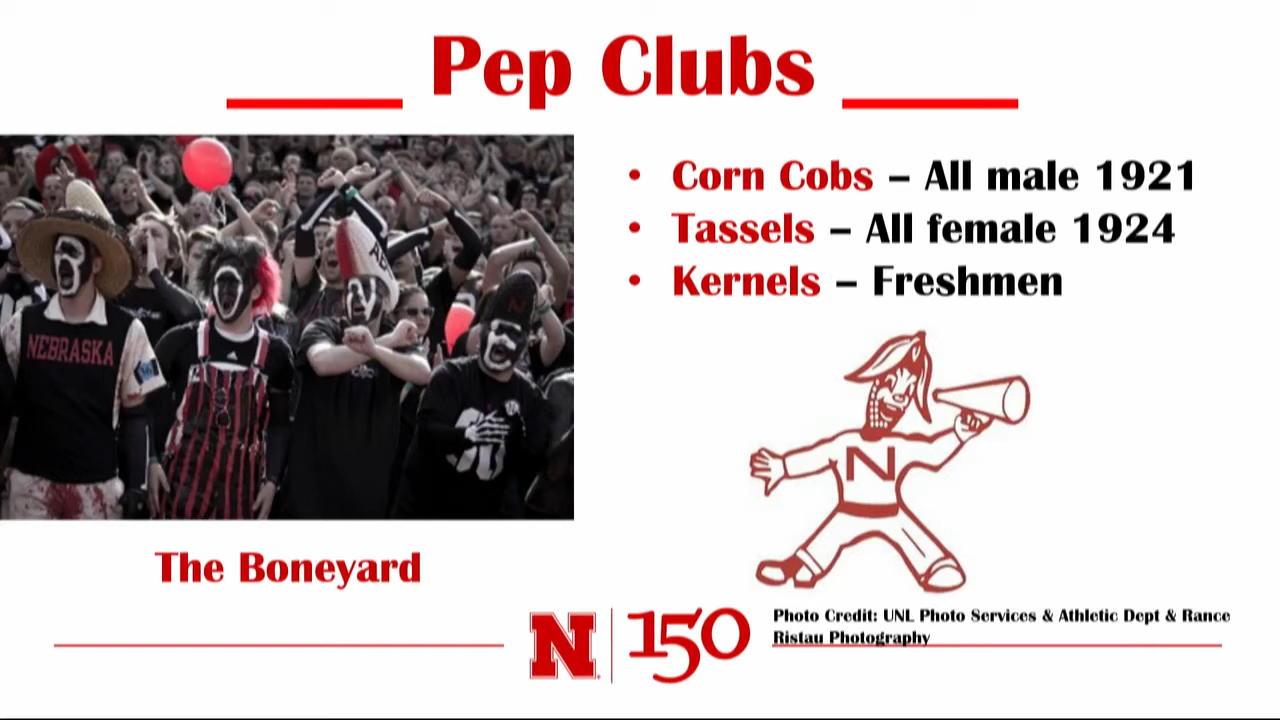 Pep Clubs
• Corn Cobs – All male 1921
• Tassels – All female 1924
• Kernels – Freshmen
NEBRASKA
N
N
The Boneyard
N 150
Photo Credit: UNL Photo Services & Athletic Dept & Rance
Ristau Photography